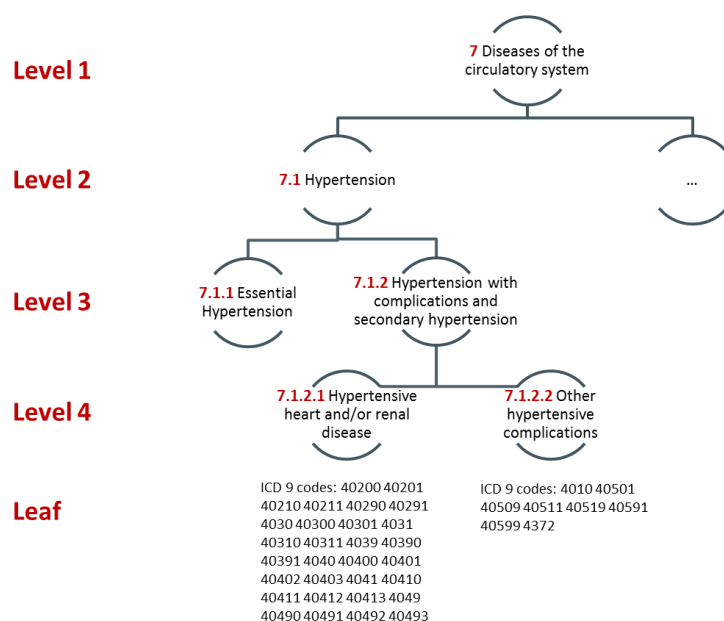 Level 1
7 Diseases of the
circulatory system
Level 2
7.1 Hypertension
...
Level 3
7.1.1 Essential
Hypertension
7.1.2 Hypertension with
complications and
secondary hypertension
Level 4
7.1.2.1 Hypertensive
heart and/or renal
disease
7.1.2.2 Other
hypertensive
complications
Leaf
ICD 9 codes: 40200 40201
40210 40211 40290 40291
4030 40300 40301 4031
40310 40311 4039 40390
40391 4040 40400 40401
40402 40403 4041 40410
40411 40412 40413 4049
40490 40491 40492 40493
ICD 9 codes: 4010 40501
40509 40511 40519 40591
40599 4372